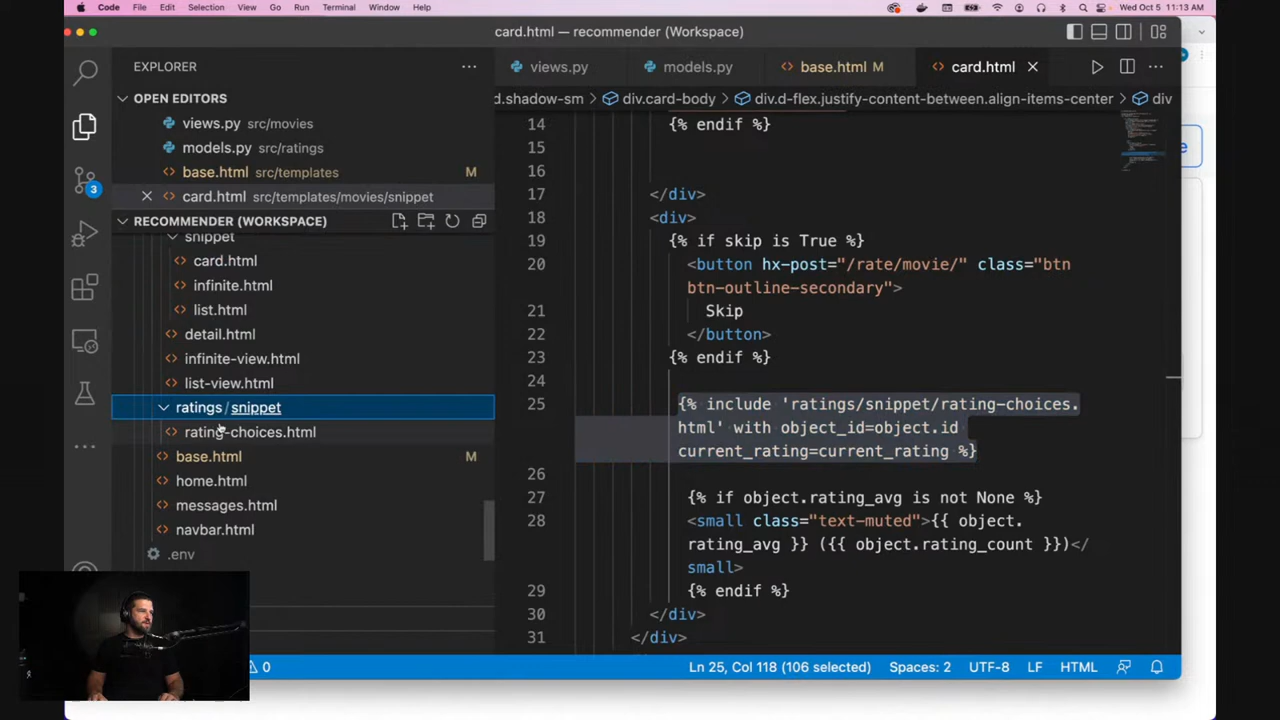 Code File Edit Selection View Go Run Terminal Window Help Wed Oct 5 11:13 AM
card.html — recommender (Workspace)
EXPLORER
views.py models.py base.html M card.html
d.shadow-sm > div.card-body > div.d-flex.justify-content-between.align-items-center > div
OPEN EDITORS
views.py src/movies
models.py src/ratings
base.html src/templates M
card.html src/templates/movies/snippet
RECOMMENDER (WORKSPACE)
snippet
card.html
infinite.html
list.html
detail.html
infinite-view.html
list-view.html
ratings / snippet
rating-choices.html
base.html M
home.html
messages.html
navbar.html
.env
3
14 {% endif %}
15
16
17 </div>
18 <div>
19 {% if skip is True %}
20 <button hx-post="/rate/movie/" class="btn
btn-outline-secondary">
21 Skip
22 </button>
23 {% endif %}
24
25 {% include 'ratings/snippet/rating-choices.
html' with object_id=object.id
current_rating=current_rating %}
26
27 {% if object.rating_avg is not None %}
28 <small class="text-muted">{{ object.
rating_avg }} ({{ object.rating_count }})</
small>
29 {% endif %}
30 </div>
31 </div>
0 Ln 25, Col 118 (106 selected) Spaces: 2 UTF-8 LF HTML